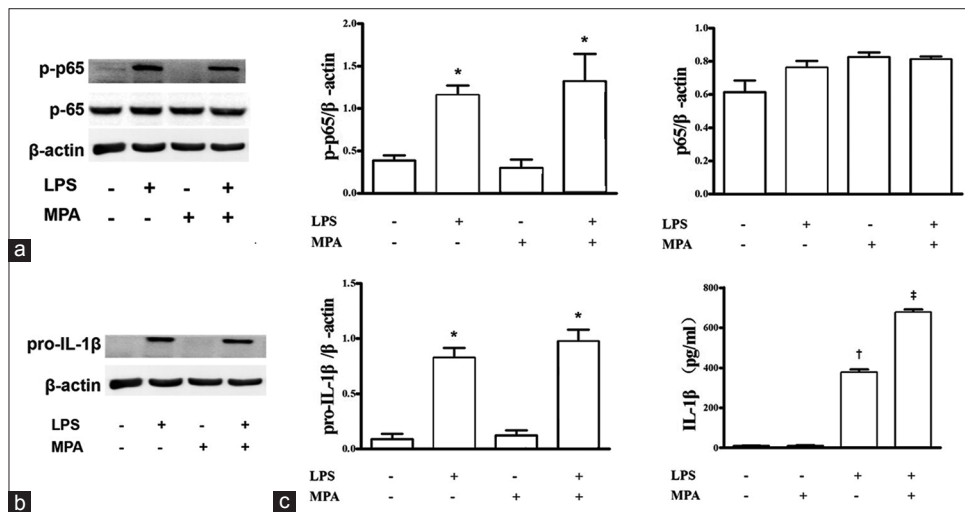 a
p-p65
p-65
β-actin
LPS - + - +
MPA - - + +
p-p65/β -actin
2.0
1.5
1.0
0.5
0.0
* *
LPS - + - +
MPA - - + +
p65/β -actin
1.0
0.8
0.6
0.4
0.2
0.0
LPS - + - +
MPA - - + +
b
pro-IL-1β
β-actin
LPS - + - +
MPA - - + +
c
pro-IL-1β /β -actin
1.5
1.0
0.5
0.0
* *
LPS - + - +
MPA - - + +
IL-1β （pg/ml）
800
600
400
200
0
† ‡
LPS - - + +
MPA - + - +